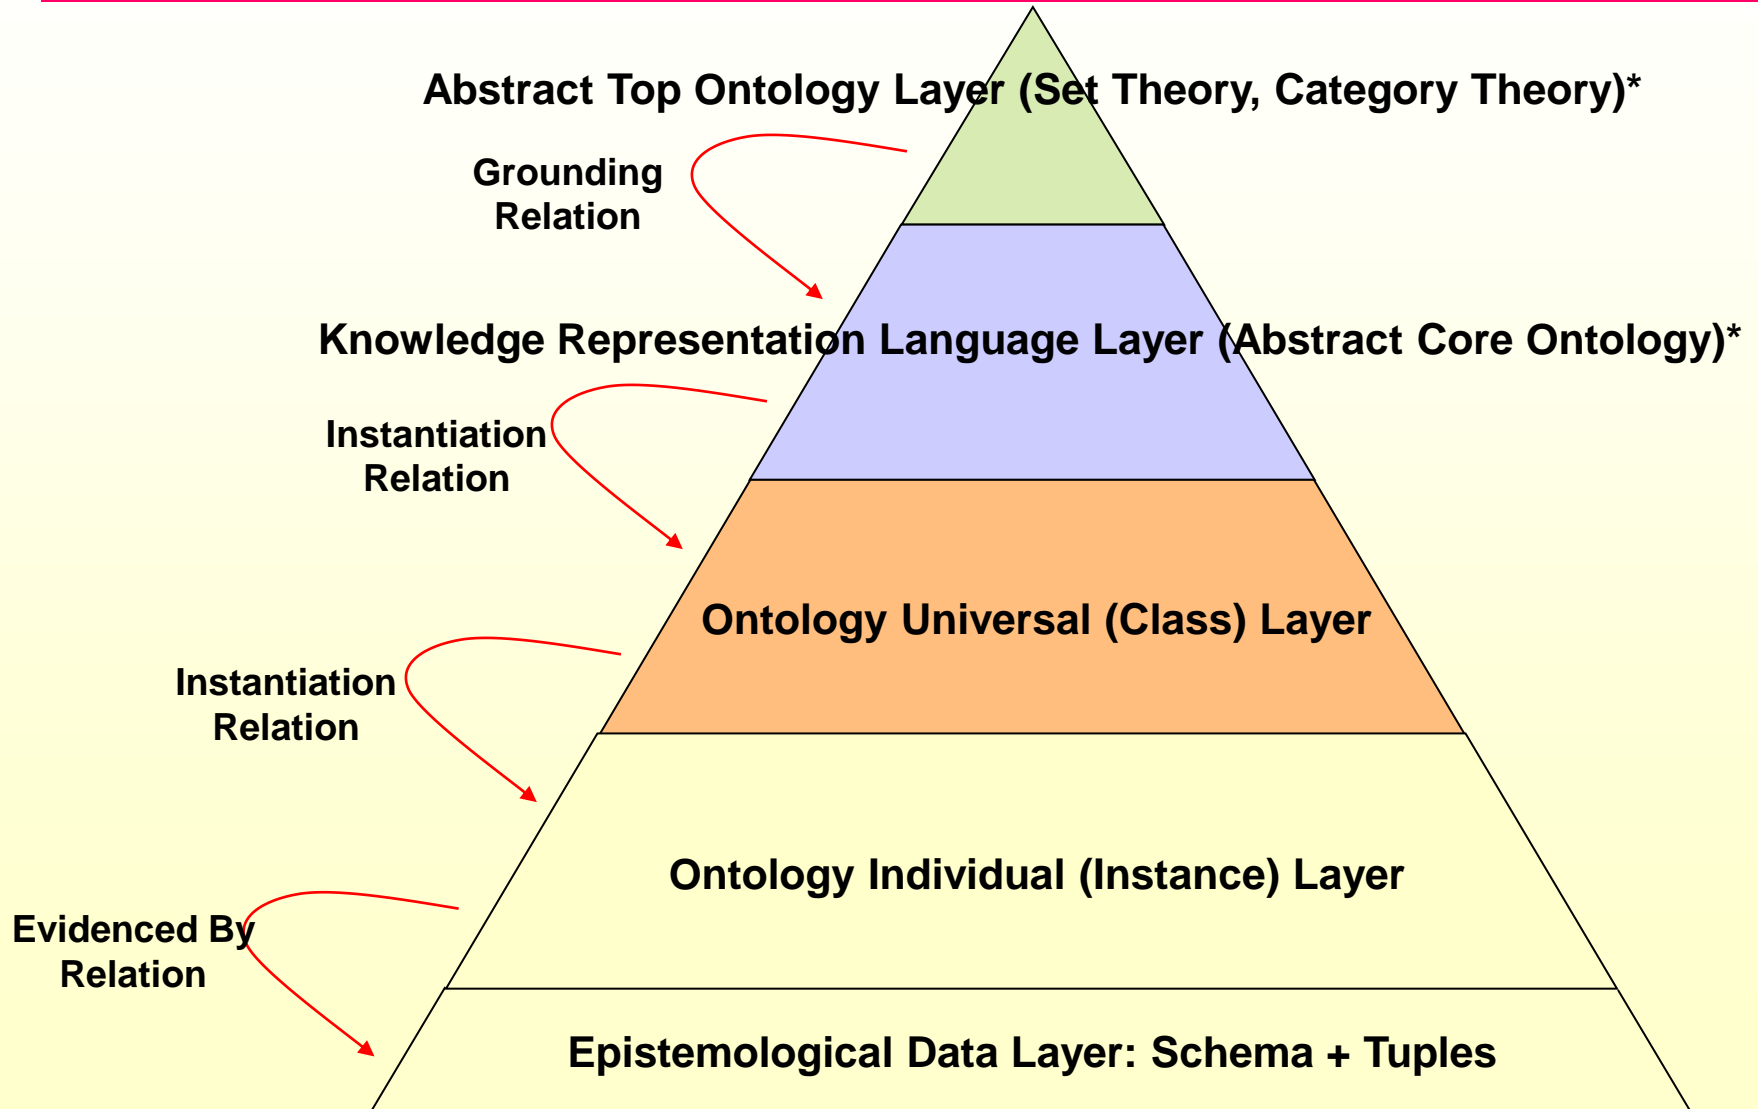 Abstract Top Ontology Layer (Set Theory, Category Theory)*
Grounding
Relation
Knowledge Representation Language Layer (Abstract Core Ontology)*
Instantiation
Relation
Ontology Universal (Class) Layer
Instantiation
Relation
Ontology Individual (Instance) Layer
Evidenced By
Relation
Epistemological Data Layer: Schema + Tuples